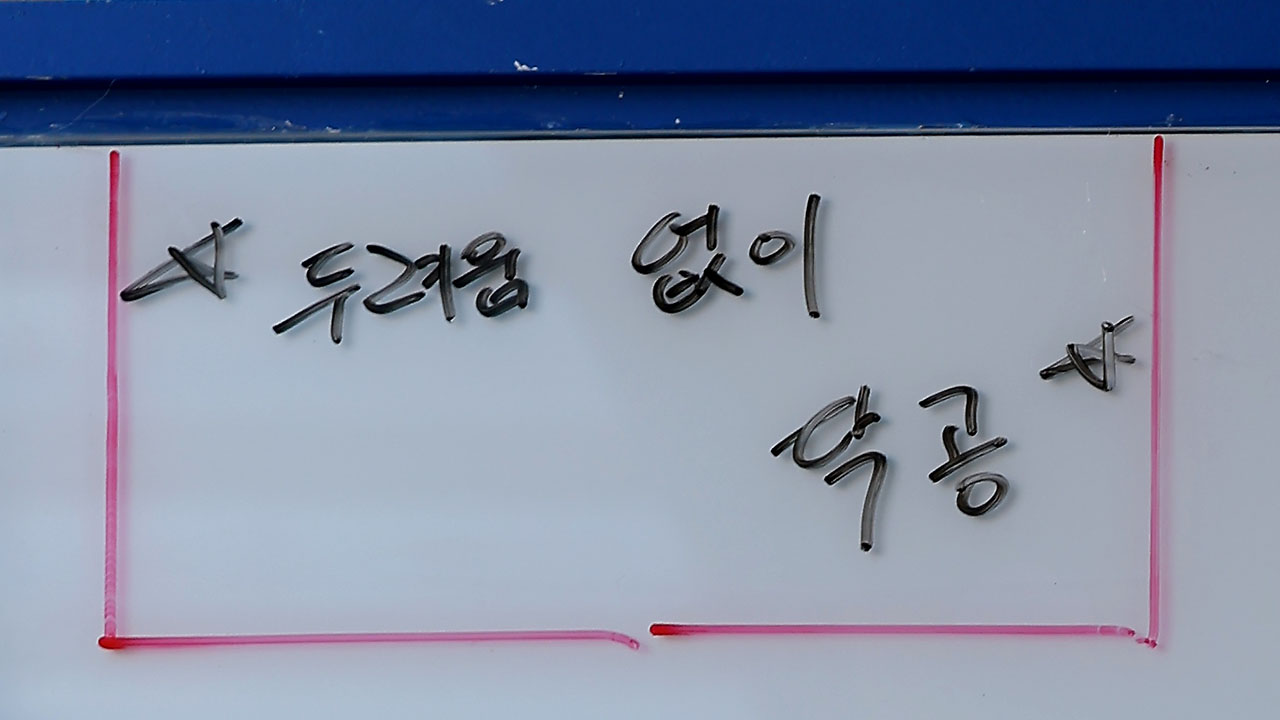 ☆ 두려움 없이
닥공 ☆